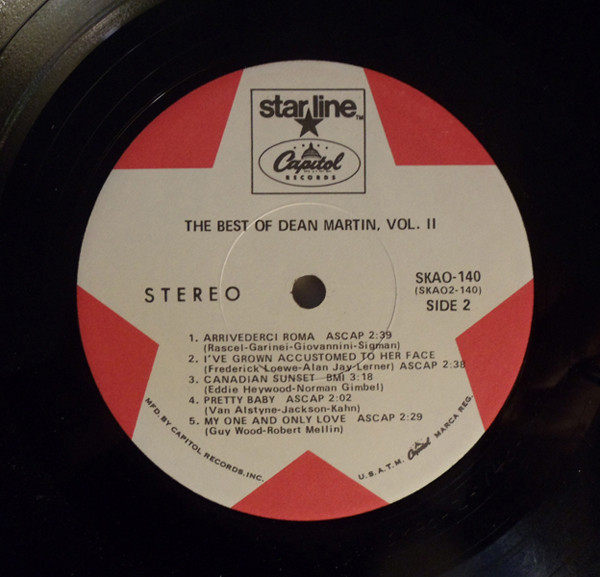 starline™
Capitol
RECORDS
THE BEST OF DEAN MARTIN, VOL. II
STEREO
SKAO-140
(SKAO2-140)
SIDE 2
1. ARRIVEDERCI ROMA ASCAP 2:39
(Rascel-Garinei-Giovannini-Sigman)
2. I'VE GROWN ACCUSTOMED TO HER FACE
(Frederick Loewe-Alan Jay Lerner) ASCAP 2:38
3. CANADIAN SUNSET BMI 3:18
(Eddie Heywood-Norman Gimbel)
4. PRETTY BABY ASCAP 2:02
(Van Alstyne-Jackson-Kahn)
5. MY ONE AND ONLY LOVE ASCAP 2:29
(Guy Wood-Robert Mellin)
MFD. BY CAPITOL RECORDS, INC.
U.S.A. T.M. Capitol MARCA REG.